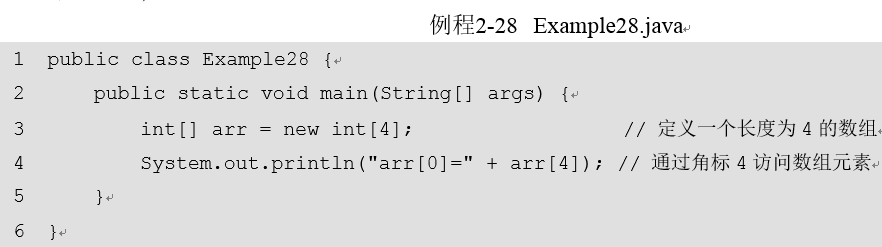 例程2-28 Example28.java
1 public class Example28 {
2 public static void main(String[] args) {
3 int[] arr = new int[4]; // 定义一个长度为 4 的数组
4 System.out.println("arr[0]=" + arr[4]); // 通过角标 4 访问数组元素
5 }
6 }